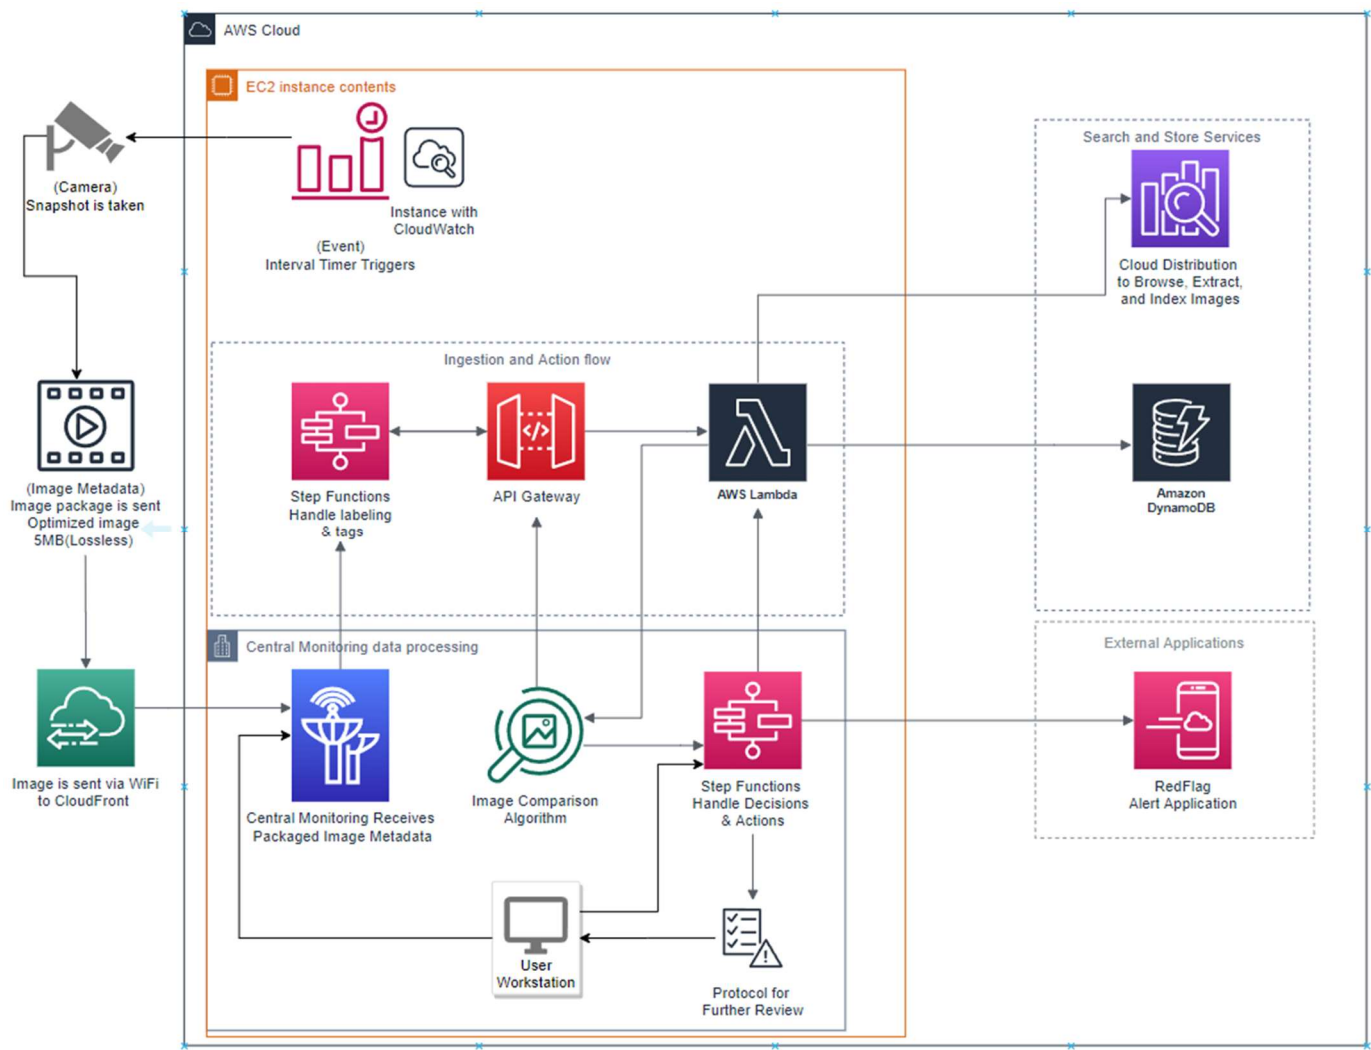 AWS Cloud
EC2 instance contents
(Camera)
Snapshot is taken
Instance with
CloudWatch
(Event)
Interval Timer Triggers
Search and Store Services
Cloud Distribution
to Browse, Extract,
and Index Images
Ingestion and Action flow
Step Functions
Handle labeling
& tags
API Gateway
</>
AWS Lambda
Amazon
DynamoDB
(Image Metadata)
Image package is sent
Optimized image
5MB(Lossless)
Central Monitoring data processing
External Applications
Image is sent via WiFi
to CloudFront
Central Monitoring Receives
Packaged Image Metadata
Image Comparison
Algorithm
Step Functions
Handle Decisions
& Actions
RedFlag
Alert Application
User
Workstation
Protocol for
Further Review